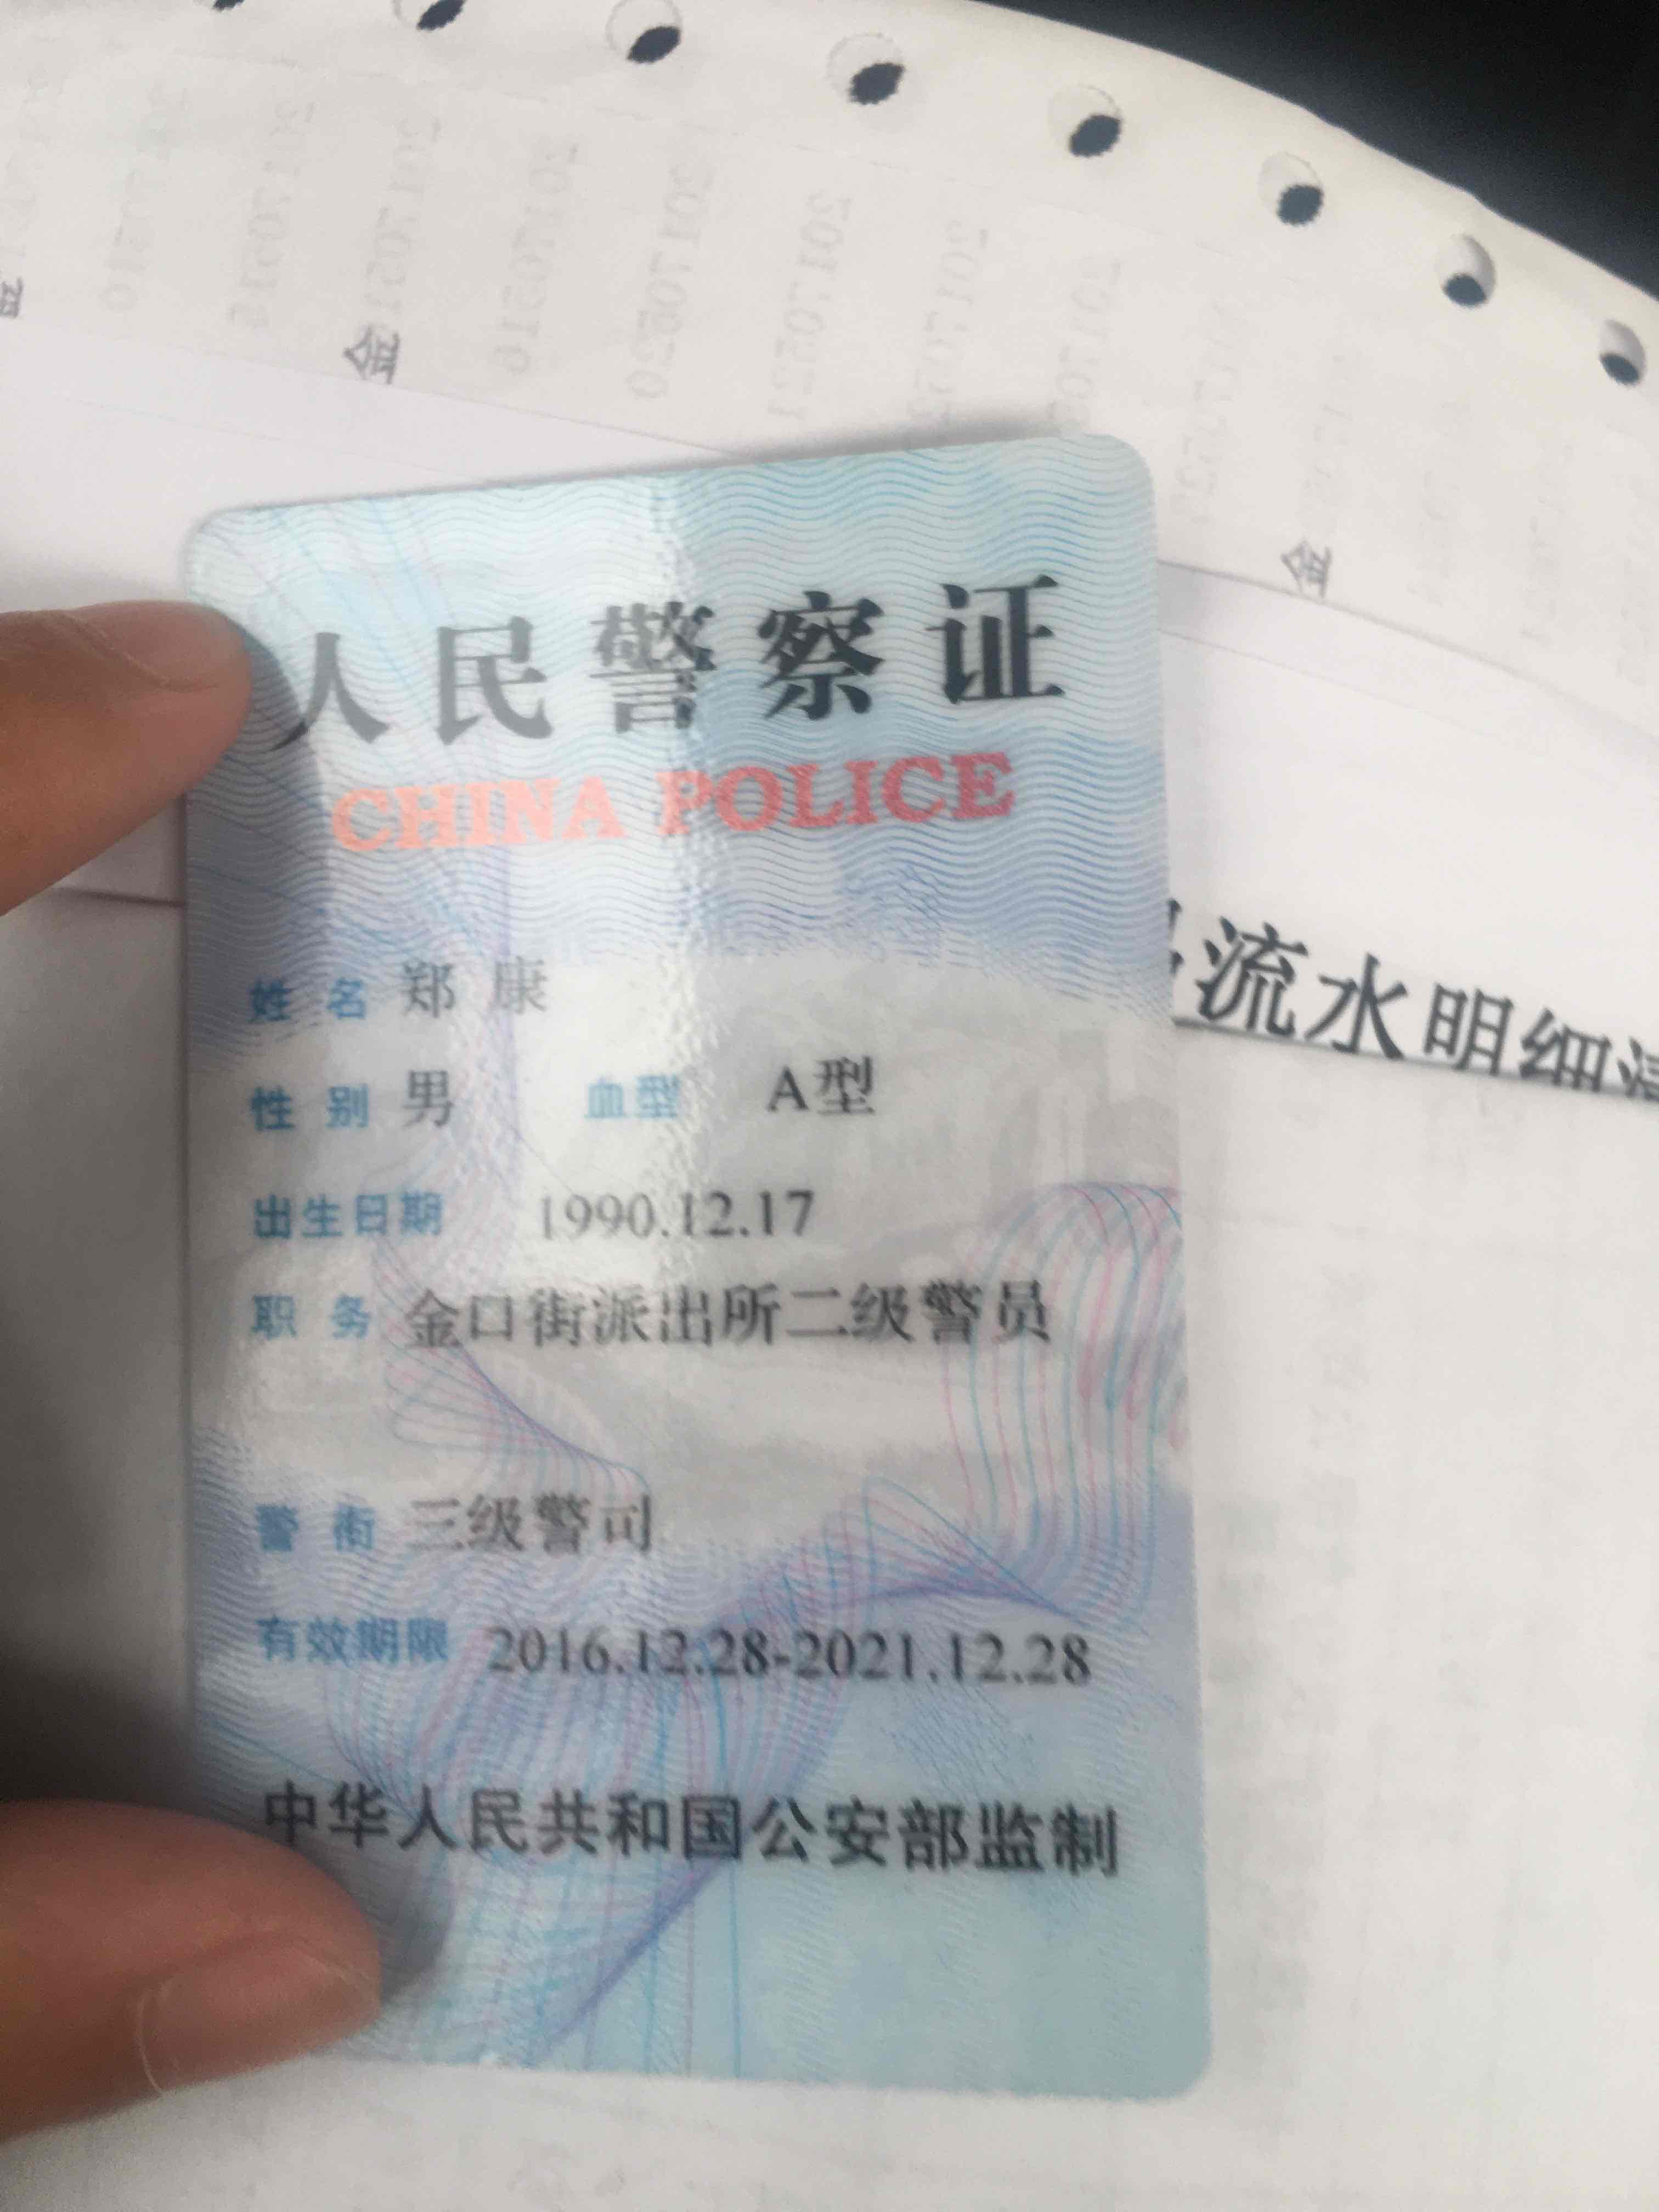 人民警察证
CHINA POLICE
姓名 郑康
性别 男 血型 A型
出生日期 1990.12.17
职务 金口街派出所二级警员
警衔 三级警司
有效期限 2016.12.28-2021.12.28
中华人民共和国公安部监制
流水明细
金
金